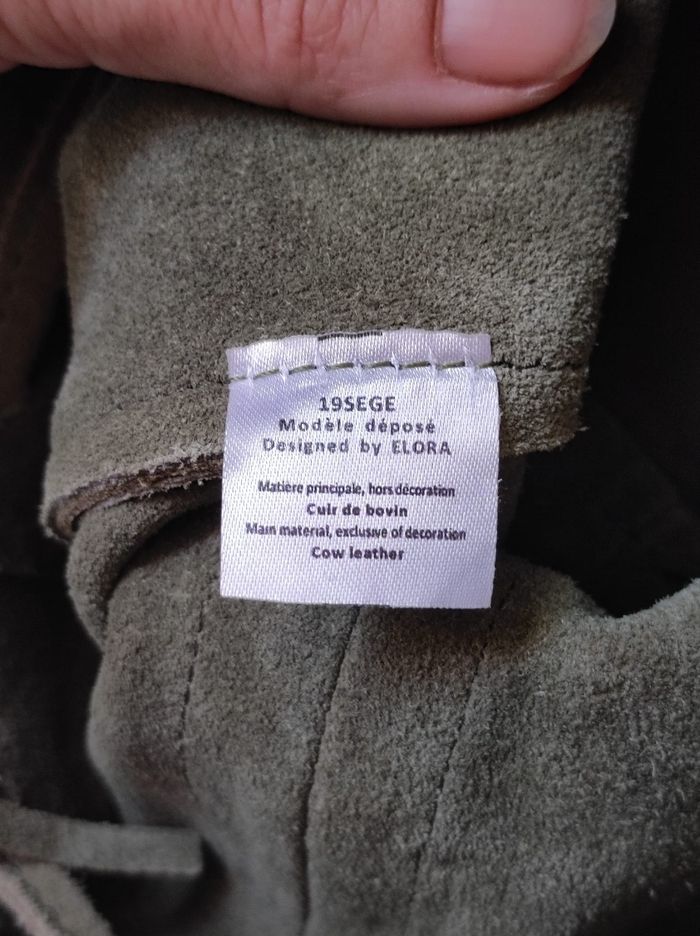 19SEGE
Modèle déposé
Designed by ELORA
Matière principale, hors décoration
Cuir de bovin
Main material, exclusive of decoration
Cow leather